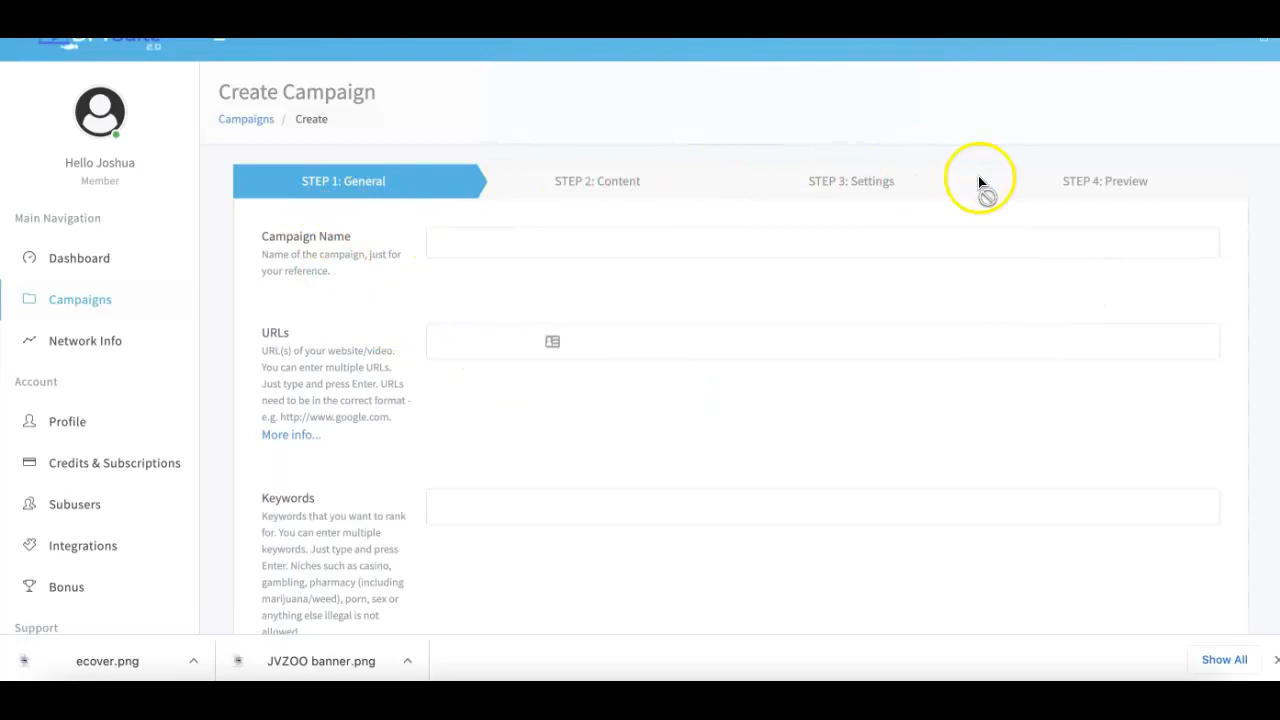 2.0
Create Campaign
Campaigns / Create
Hello Joshua
Member
Main Navigation
Dashboard
Campaigns
Network Info
Account
Profile
Credits & Subscriptions
Subusers
Integrations
Bonus
Support
STEP 1: General
STEP 2: Content
STEP 3: Settings
STEP 4: Preview
Campaign Name
Name of the campaign, just for
your reference.
URLs
URL(s) of your website/video.
You can enter multiple URLs.
Just type and press Enter. URLs
need to be in the correct format -
e.g. http://www.google.com.
More info...
Keywords
Keywords that you want to rank
for. You can enter multiple
keywords. Just type and press
Enter. Niches such as casino,
gambling, pharmacy (including
marijuana/weed), porn, sex or
anything else illegal is not
allowed
ecover.png
JVZOO banner.png
Show All